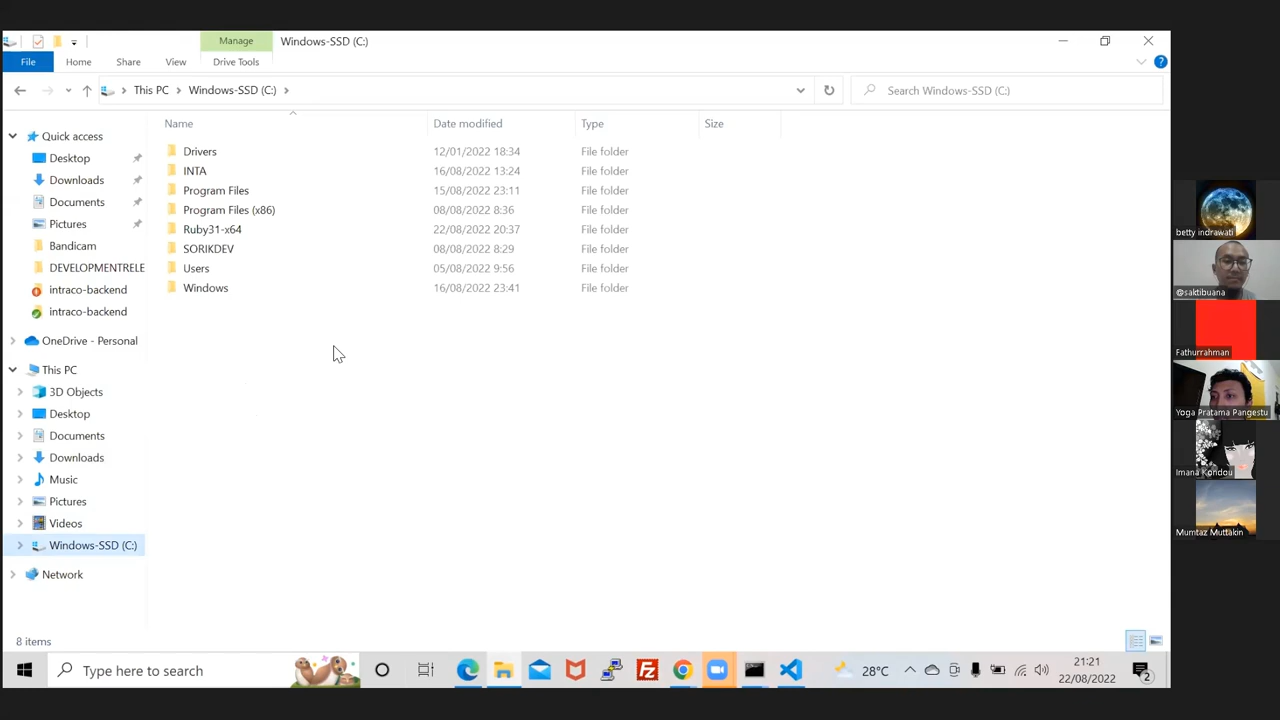 Manage
Windows-SSD (C:)
File
Home
Share
View
Drive Tools
This PC
Windows-SSD (C:)
Search Windows-SSD (C:)
Name
Date modified
Type
Size
Quick access
Desktop
Downloads
Documents
Pictures
Bandicam
DEVELOPMENTRELE
intraco-backend
intraco-backend
OneDrive - Personal
This PC
3D Objects
Desktop
Documents
Downloads
Music
Pictures
Videos
Windows-SSD (C:)
Network
Drivers 12/01/2022 18:34 File folder
INTA 16/08/2022 13:24 File folder
Program Files 15/08/2022 23:11 File folder
Program Files (x86) 08/08/2022 8:36 File folder
Ruby31-x64 22/08/2022 20:37 File folder
SORIKDEV 08/08/2022 8:29 File folder
Users 05/08/2022 9:56 File folder
Windows 16/08/2022 23:41 File folder
8 items
Type here to search
28°C
21:21
22/08/2022
2
betty indrawati
@saktibuana
Fathurrahman
Yoga Pratama Pangestu
Imana Kondou
Mumtaz Muttakin